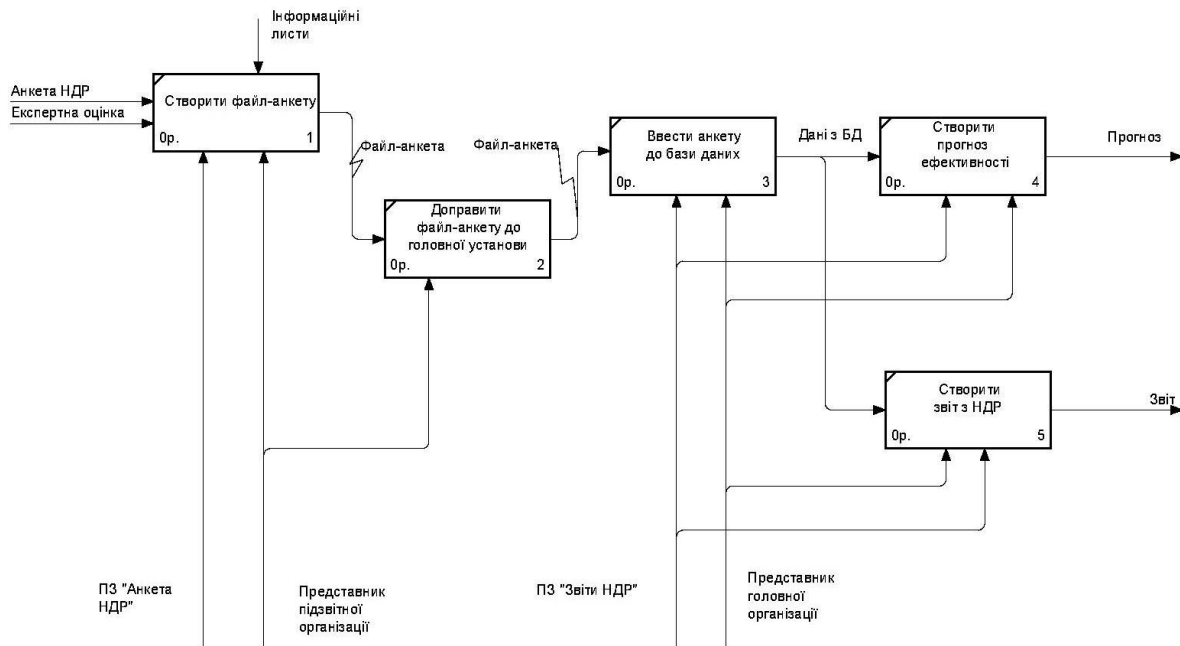 Інформаційні
листи
Анкета НДР
Експертна оцінка
Створити файл-анкету
0р.
1
Файл-анкета
Файл-анкета
Доправити
файл-анкету до
головної установи
0р.
2
Ввести анкету
до бази даних
0р.
3
Дані з БД
Створити
прогноз
ефективності
0р.
4
Прогноз
Створити
звіт з НДР
0р.
5
Звіт
ПЗ "Анкета
НДР"
Представник
підзвітної
організації
ПЗ "Звіти НДР"
Представник
головної
організації